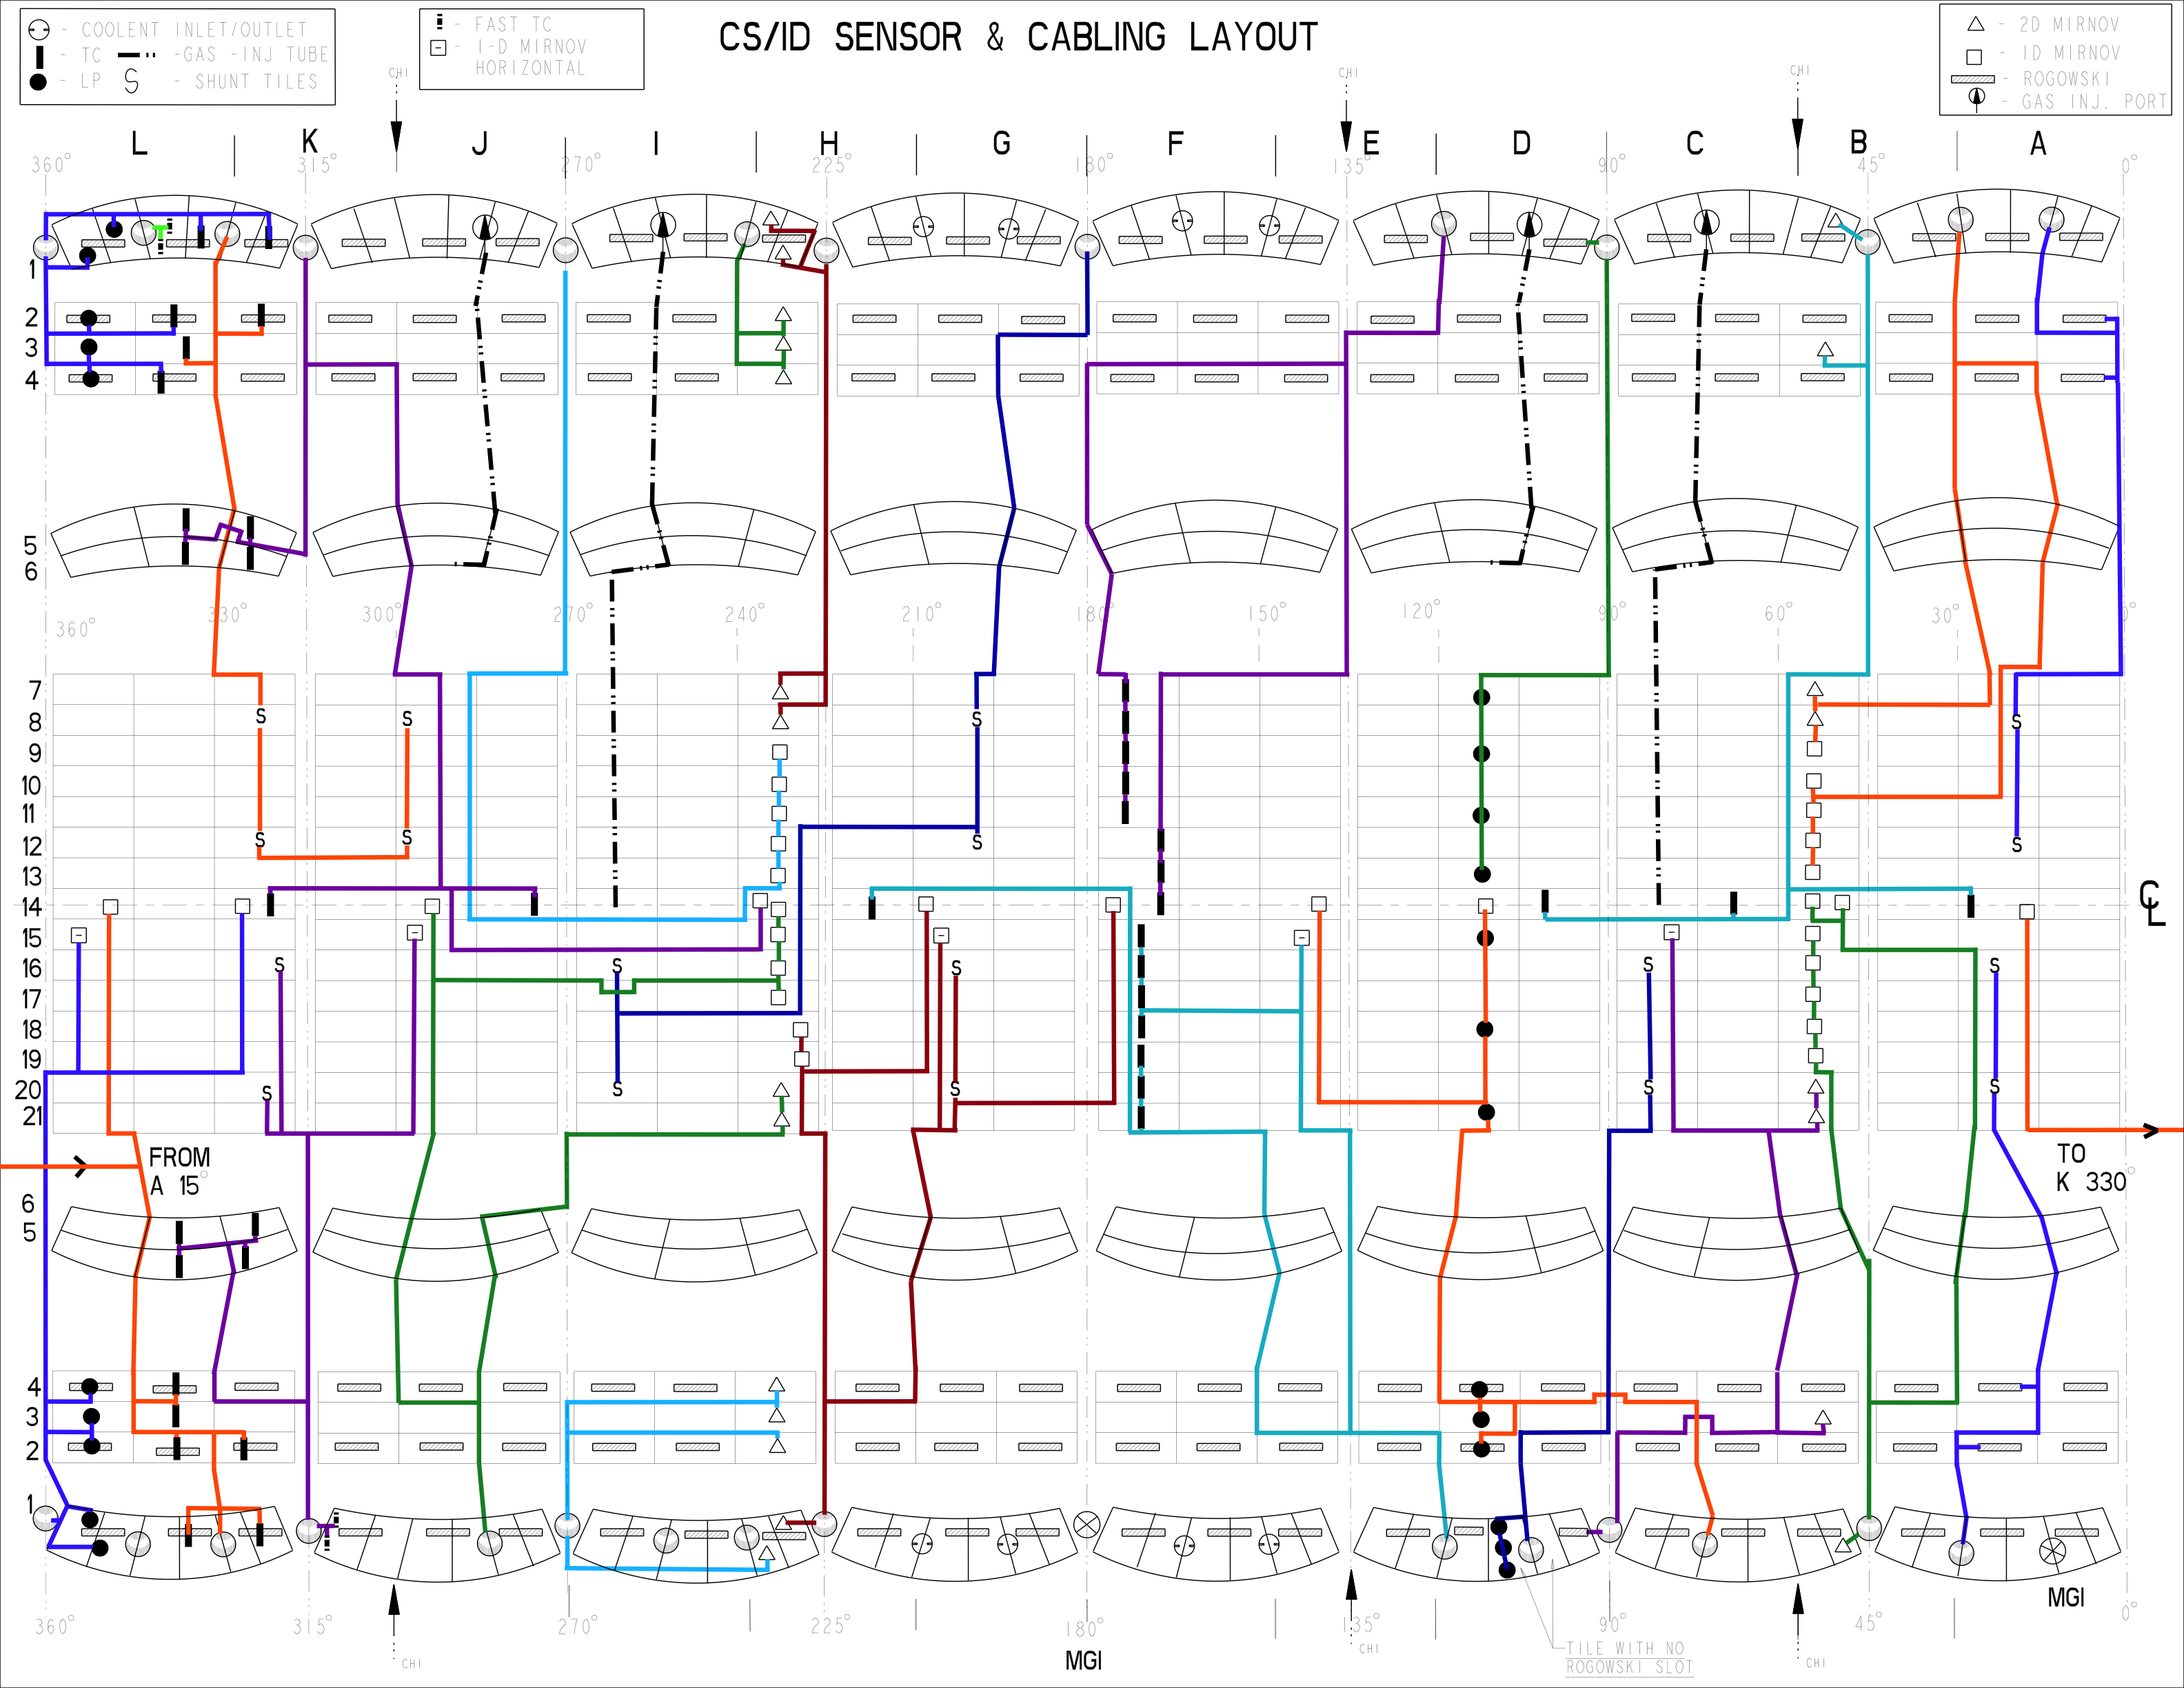 CS/ID SENSOR & CABLING LAYOUT
- COOLENT INLET/OUTLET
- TC - GAS - INJ TUBE
- LP S - SHUNT TILES
- FAST TC
- 1-D MIRNOV
HORIZONTAL
- 2D MIRNOV
- 1D MIRNOV
- ROGOWSKI
- GAS INJ. PORT
CHI CHI CHI
L K J I H G F E D C B A
360° 315° 270° 225° 180° 135° 90° 45° 0°
1
2
3
4
5
6
360° 330° 300° 270° 240° 210° 180° 150° 120° 90° 60° 30° 0°
7
8 S S S S
9
10
11
12 S S S S
13
14 CL
15
16 S S S S S
17
18
19
20 S S S S S
21
FROM
A 15°
TO
K 330°
6
5
4
3
2
1
MGI
360° 315° 270° 225° 180° 135° 90° 45° 0°
CHI CHI CHI
MGI
TILE WITH NO
ROGOWSKI SLOT